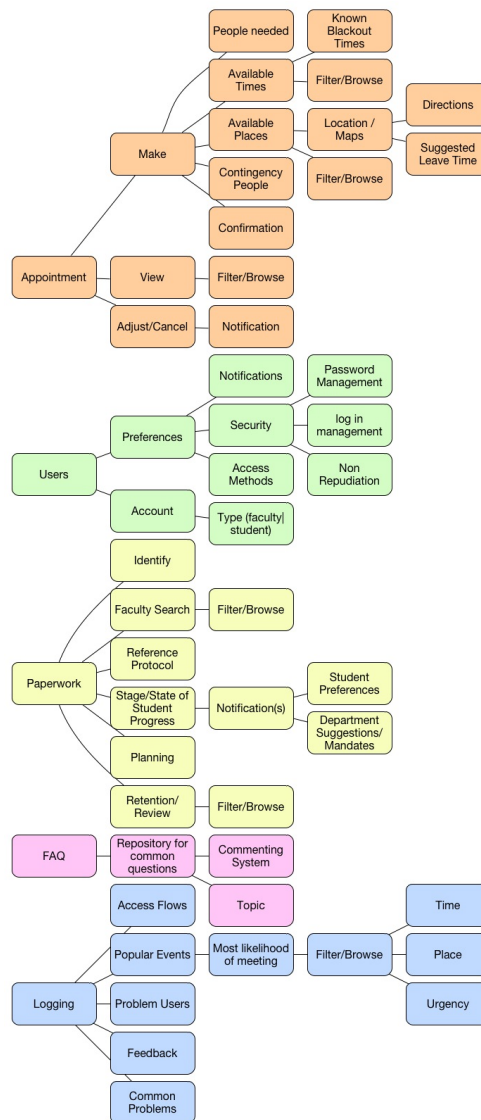 People needed
Known
Blackout
Times
Available
Times
Filter/Browse
Available
Places
Location /
Maps
Directions
Suggested
Leave Time
Make
Contingency
People
Filter/Browse
Confirmation
Appointment
View
Filter/Browse
Adjust/Cancel
Notification
Notifications
Password
Management
Preferences
Security
log in
management
Users
Access
Methods
Non
Repudiation
Account
Type (faculty|
student)
Identify
Faculty Search
Filter/Browse
Reference
Protocol
Paperwork
Stage/State of
Student
Progress
Notification(s)
Student
Preferences
Department
Suggestions/
Mandates
Planning
Retention/
Review
Filter/Browse
FAQ
Repository for
common
questions
Commenting
System
Topic
Access Flows
Popular Events
Most likelihood
of meeting
Filter/Browse
Time
Place
Urgency
Logging
Problem Users
Feedback
Common
Problems